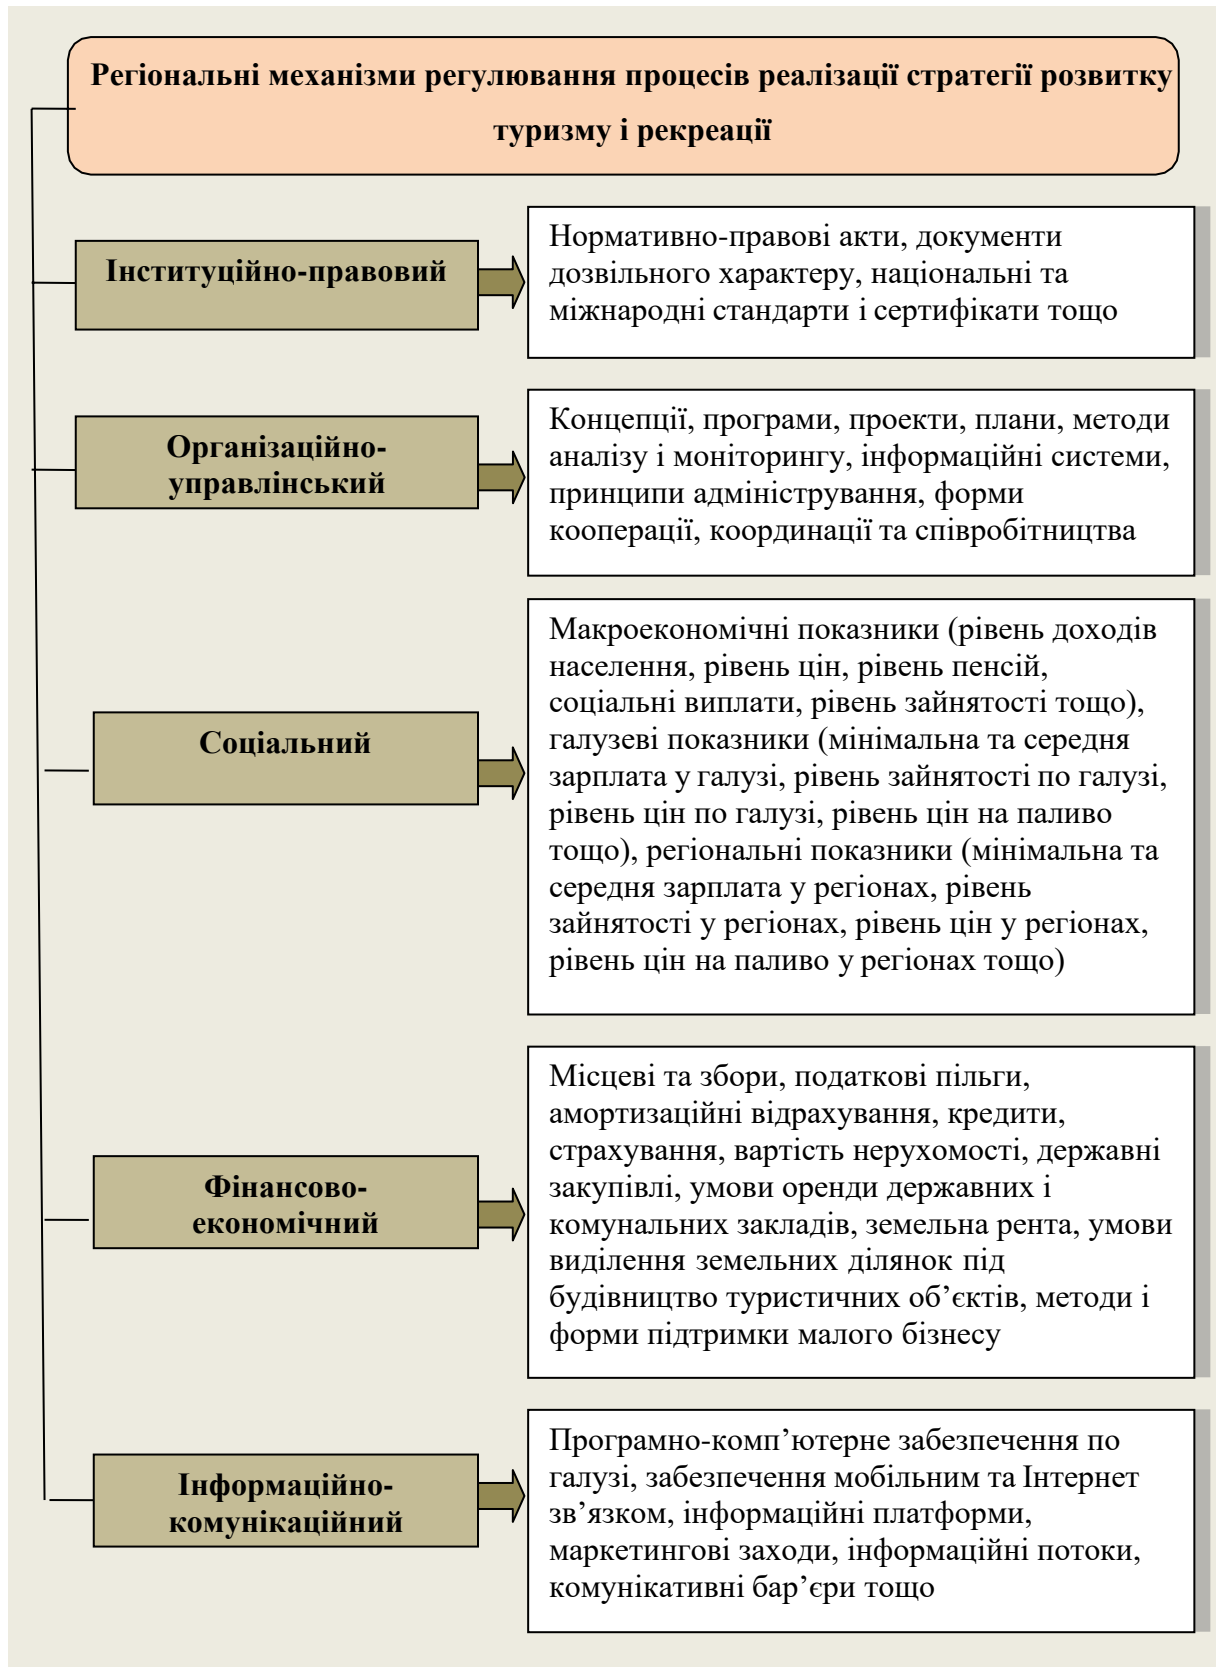 Регіональні механізми регулювання процесів реалізації стратегії розвитку
туризму і рекреації
Інституційно-правовий
Нормативно-правові акти, документи
дозвільного характеру, національні та
міжнародні стандарти і сертифікати тощо
Організаційно-
управлінський
Концепції, програми, проекти, плани, методи
аналізу і моніторингу, інформаційні системи,
принципи адміністрування, форми
кооперації, координації та співробітництва
Соціальний
Макроекономічні показники (рівень доходів
населення, рівень цін, рівень пенсій,
соціальні виплати, рівень зайнятості тощо),
галузеві показники (мінімальна та середня
зарплата у галузі, рівень зайнятості по галузі,
рівень цін по галузі, рівень цін на паливо
тощо), регіональні показники (мінімальна та
середня зарплата у регіонах, рівень
зайнятості у регіонах, рівень цін у регіонах,
рівень цін на паливо у регіонах тощо)
Фінансово-
економічний
Місцеві та збори, податкові пільги,
амортизаційні відрахування, кредити,
страхування, вартість нерухомості, державні
закупівлі, умови оренди державних і
комунальних закладів, земельна рента, умови
виділення земельних ділянок під
будівництво туристичних об’єктів, методи і
форми підтримки малого бізнесу
Інформаційно-
комунікаційний
Програмно-комп’ютерне забезпечення по
галузі, забезпечення мобільним та Інтернет
зв’язком, інформаційні платформи,
маркетингові заходи, інформаційні потоки,
комунікативні бар’єри тощо